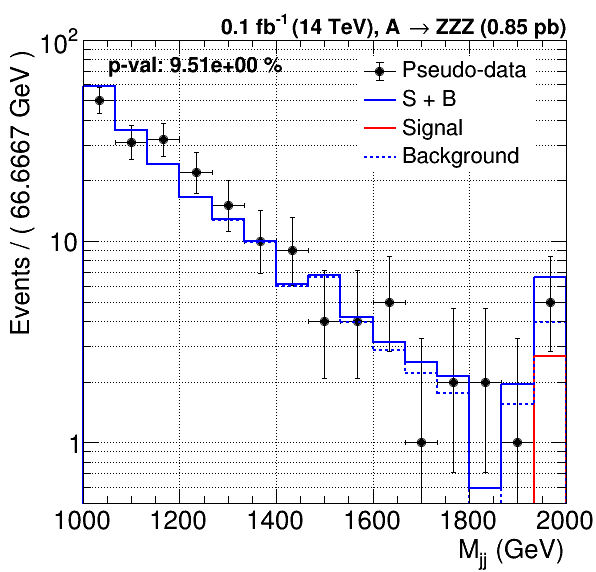 0.1 fb⁻¹ (14 TeV), A → ZZZ (0.85 pb)
p-val: 9.51e+00 %
Pseudo-data
S + B
Signal
Background
Events / ( 66.6667 GeV )
10²
10
1
1000 1200 1400 1600 1800 2000
M_jj (GeV)